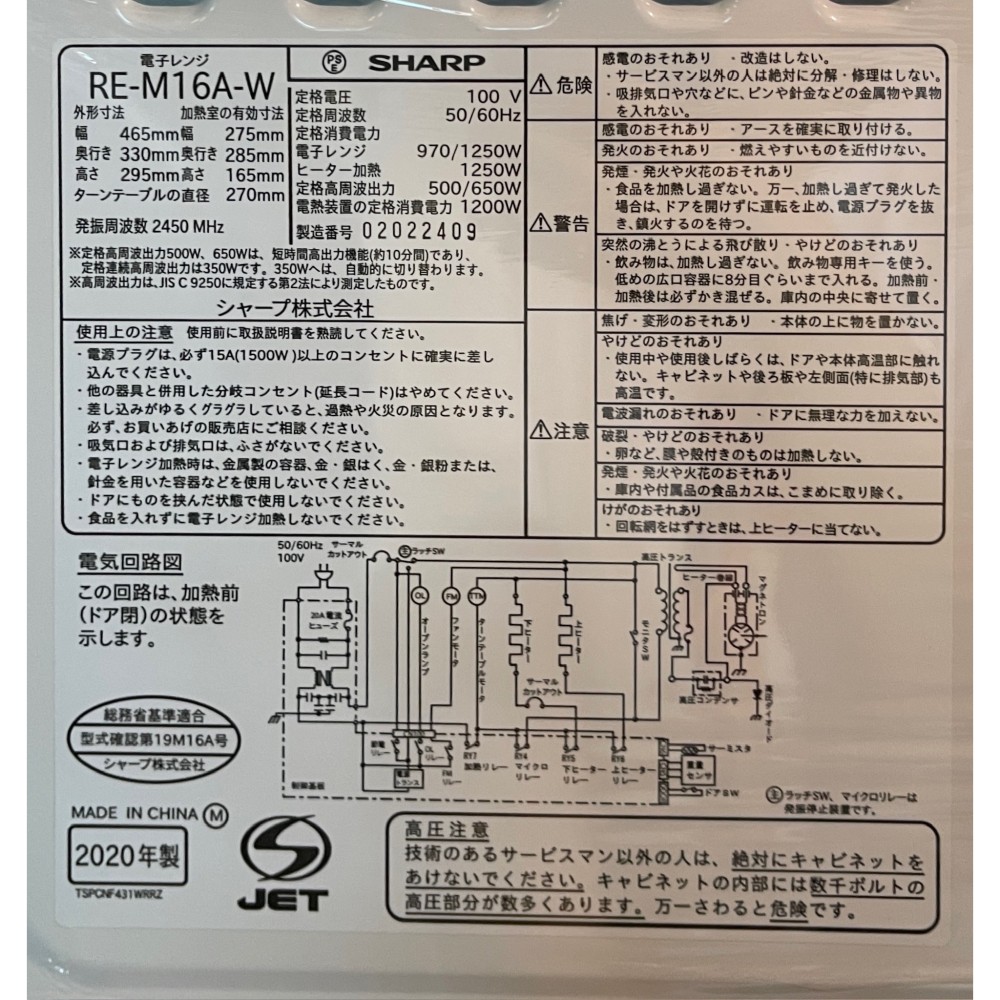 電子レンジ
RE-M16A-W
外形寸法 加熱室の有効寸法
幅 465mm 幅 275mm
奥行き 330mm 奥行き 285mm
高さ 295mm 高さ 165mm
ターンテーブルの直径 270mm
発振周波数 2450 MHz
PSE SHARP
定格電圧 100 V
定格周波数 50/60Hz
定格消費電力
電子レンジ 970/1250W
ヒーター加熱 1250W
定格高周波出力 500/650W
電熱装置の定格消費電力 1200W
製造番号 02022409
※定格高周波出力500W、650Wは、短時間高出力機能(約10分間)であり、
定格連続高周波出力は350Wです。350Wへは、自動的に切り替わります。
※高周波出力は、JIS C 9250に規定する第2法により測定したものです。
シャープ株式会社
使用上の注意 使用前に取扱説明書を熟読してください。
・電源プラグは、必ず15A(1500W)以上のコンセントに確実に差し
込んでください。
・他の器具と併用した分岐コンセント(延長コード)はやめてください。
・差し込みがゆるくグラグラしていると、過熱や火災の原因となります。
必ず、お買いあげの販売店にご相談ください。
・吸気口および排気口は、ふさがないでください。
・電子レンジ加熱時は、金属製の容器、金・銀はく、金・銀粉または、
針金を用いた容器などを使用しないでください。
・ドアにものを挟んだ状態で使用しないでください。
・食品を入れずに電子レンジ加熱しないでください。
危険
感電のおそれあり ・改造はしない。
・サービスマン以外の人は絶対に分解・修理はしない。
・吸排気口や穴などに、ピンや針金などの金属物や異物
を入れない。
警告
感電のおそれあり ・アースを確実に取り付ける。
発火のおそれあり ・燃えやすいものを近付けない。
発煙・発火や火花のおそれあり
・食品を加熱し過ぎない。万一、加熱し過ぎて発火した
場合は、ドアを開けずに運転を止め、電源プラグを抜
き、鎮火するのを待つ。
突然の沸とうによる飛び散り・やけどのおそれあり
・飲み物は、加熱し過ぎない。飲み物専用キーを使う。
低めの広口容器に8分目ぐらいまで入れる。加熱前・
加熱後は必ずかき混ぜる。庫内の中央に寄せて置く。
注意
焦げ・変形のおそれあり ・本体の上に物を置かない。
やけどのおそれあり
・使用中や使用後しばらくは、ドアや本体高温部に触れ
ない。キャビネットや後ろ板や左側面(特に排気部)も
高温です。
電波漏れのおそれあり ・ドアに無理な力を加えない。
破裂・やけどのおそれあり
・卵など、膜や殻付きのものは加熱しない。
発煙・発火や火花のおそれあり
・庫内や付属品の食品カスは、こまめに取り除く。
けがのおそれあり
・回転網をはずすときは、上ヒーターに当てない。
電気回路図
この回路は、加熱前
(ドア閉)の状態を
示します。
50/60Hz
100V
サーマル
カットアウト
主 ラッチSW
高圧トランス
ヒーター巻線
マグネトロン
20A電流
ヒューズ
OL
FM
TTM
オーブンランプ
ファンモータ
ターンテーブルモータ
下ヒーター
上ヒーター
モニタSW
サーマル
カットアウト
高圧コンデンサ
高圧ダイオード
節電
リレー
OL
リレー
FM
リレー
電源
トランス
制御基板
RY7
加熱リレー
RY4
マイクロ
リレー
RY5
下ヒーター
リレー
RY6
上ヒーター
リレー
サーミスタ
重量
センサ
ドアSW
主 ラッチSW、マイクロリレーは
発振停止装置です。
総務省基準適合
型式確認第19M16A号
シャープ株式会社
MADE IN CHINA M
2020年製
TSPCNF431WRRZ
JET
高圧注意
技術のあるサービスマン以外の人は、絶対にキャビネットを
あけないでください。キャビネットの内部には数千ボルトの
高圧部分が数多くあります。万一さわると危険です。